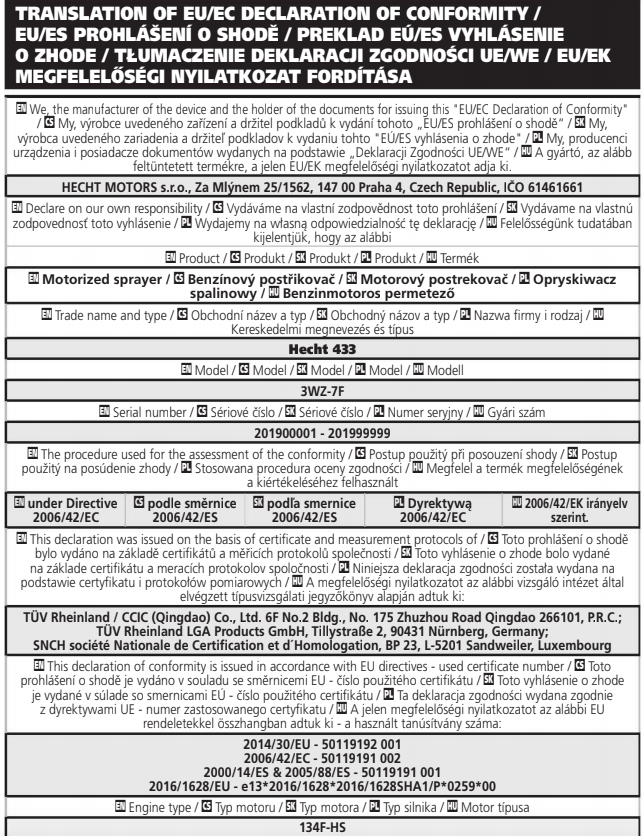 TRANSLATION OF EU/EC DECLARATION OF CONFORMITY /
EU/ES PROHLÁŠENÍ O SHODĚ / PREKLAD EÚ/ES VYHLÁSENIE
O ZHODE / TŁUMACZENIE DEKLARACJI ZGODNOŚCI UE/WE / EU/EK
MEGFELELŐSÉGI NYILATKOZAT FORDÍTÁSA
EN We, the manufacturer of the device and the holder of the documents for issuing this "EU/EC Declaration of Conformity"
/ CS My, výrobce uvedeného zařízení a držitel podkladů k vydání tohoto „EU/ES prohlášení o shodě“ / SK My,
výrobca uvedeného zariadenia a držiteľ podkladov k vydaniu tohto "EÚ/ES vyhlásenia o zhode" / PL My, producenci
urządzenia i posiadacze dokumentów wydanych na podstawie „Deklaracji Zgodności UE/WE” / HU A gyártó, az alább
feltüntetett termékre, a jelen EU/EK megfelelőségi nyilatkozatot adja ki.
HECHT MOTORS s.r.o., Za Mlýnem 25/1562, 147 00 Praha 4, Czech Republic, IČO 61461661
EN Declare on our own responsibility / CS Vydáváme na vlastní zodpovědnost toto prohlášení / SK Vydávame na vlastnú
zodpovednosť toto vyhlásenie / PL Wydajemy na własną odpowiedzialność tę deklarację / HU Felelősségünk tudatában
kijelentjük, hogy az alábbi
EN Product / CS Produkt / SK Produkt / PL Produkt / HU Termék
EN Motorized sprayer / CS Benzínový postřikovač / SK Motorový postrekovač / PL Opryskiwacz
spalinowy / HU Benzinmotoros permetező
EN Trade name and type / CS Obchodní název a typ / SK Obchodný názov a typ / PL Nazwa firmy i rodzaj / HU
Kereskedelmi megnevezés és típus
Hecht 433
EN Model / CS Model / SK Model / PL Model / HU Modell
3WZ-7F
EN Serial number / CS Sériové číslo / SK Sériové číslo / PL Numer seryjny / HU Gyári szám
201900001 - 201999999
EN The procedure used for the assessment of the conformity / CS Postup použitý při posouzení shody / SK Postup
použitý na posúdenie zhody / PL Stosowana procedura oceny zgodności / HU Megfelel a termék megfelelőségének
a kiértékeléséhez felhasznált
EN under Directive 2006/42/EC
CS podle směrnice 2006/42/ES
SK podľa smernice 2006/42/ES
PL Dyrektywą 2006/42/EC
HU 2006/42/EK irányelv szerint.
EN This declaration was issued on the basis of certificate and measurement protocols of / CS Toto prohlášení o shodě
bylo vydáno na základě certifikátů a měřicích protokolů společnosti / SK Toto vyhlásenie o zhode bolo vydané
na základe certifikátu a meracích protokolov spoločnosti / PL Niniejsza deklaracja zgodności została wydana na
podstawie certyfikatu i protokołów pomiarowych / HU A megfelelőségi nyilatkozatot az alábbi vizsgáló intézet által
elvégzett típusvizsgálati jegyzőkönyv alapján adtuk ki:
TÜV Rheinland / CCIC (Qingdao) Co., Ltd. 6F No.2 Bldg., No. 175 Zhuzhou Road Qingdao 266101, P.R.C.;
TÜV Rheinland LGA Products GmbH, Tillystraße 2, 90431 Nürnberg, Germany;
SNCH société Nationale de Certification et d´Homologation, BP 23, L-5201 Sandweiler, Luxembourg
EN This declaration of conformity is issued in accordance with EU directives - used certificate number / CS Toto
prohlášení o shodě je vydáno v souladu se směrnicemi EU - číslo použitého certifikátu / SK Toto vyhlásenie o zhode
je vydané v súlade so smernicami EÚ - číslo použitého certifikátu / PL Ta deklaracja zgodności wydana zgodnie
z dyrektywami UE - numer zastosowanego certyfikatu / HU A jelen megfelelőségi nyilatkozatot az alábbi EU
rendeletekkel összhangban adtuk ki - a használt tanúsítvány száma:
2014/30/EU - 50119192 001
2006/42/EC - 50119191 002
2000/14/ES & 2005/88/ES - 50119191 001
2016/1628/EU - e13*2016/1628*2016/1628SHA1/P*0259*00
EN Engine type / CS Typ motoru / SK Typ motora / PL Typ silnika / HU Motor típusa
134F-HS